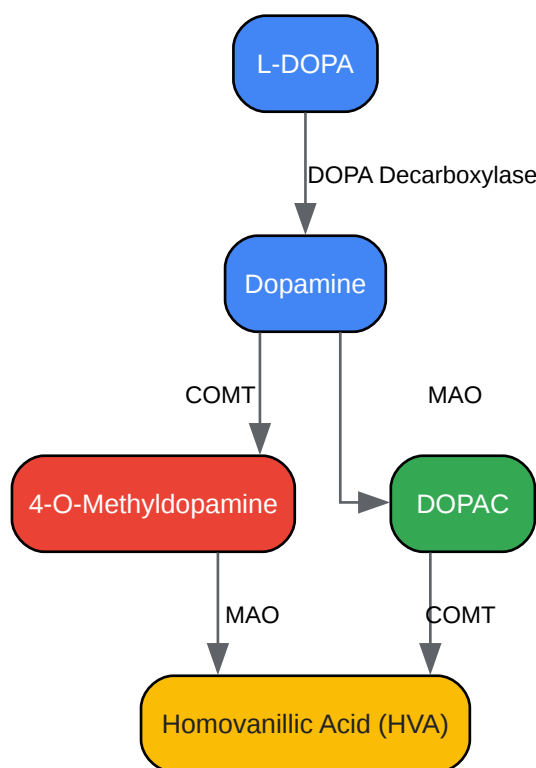 L-DOPA
DOPA Decarboxylase
Dopamine
COMT
MAO
4-O-Methyldopamine
DOPAC
MAO
COMT
Homovanillic Acid (HVA)